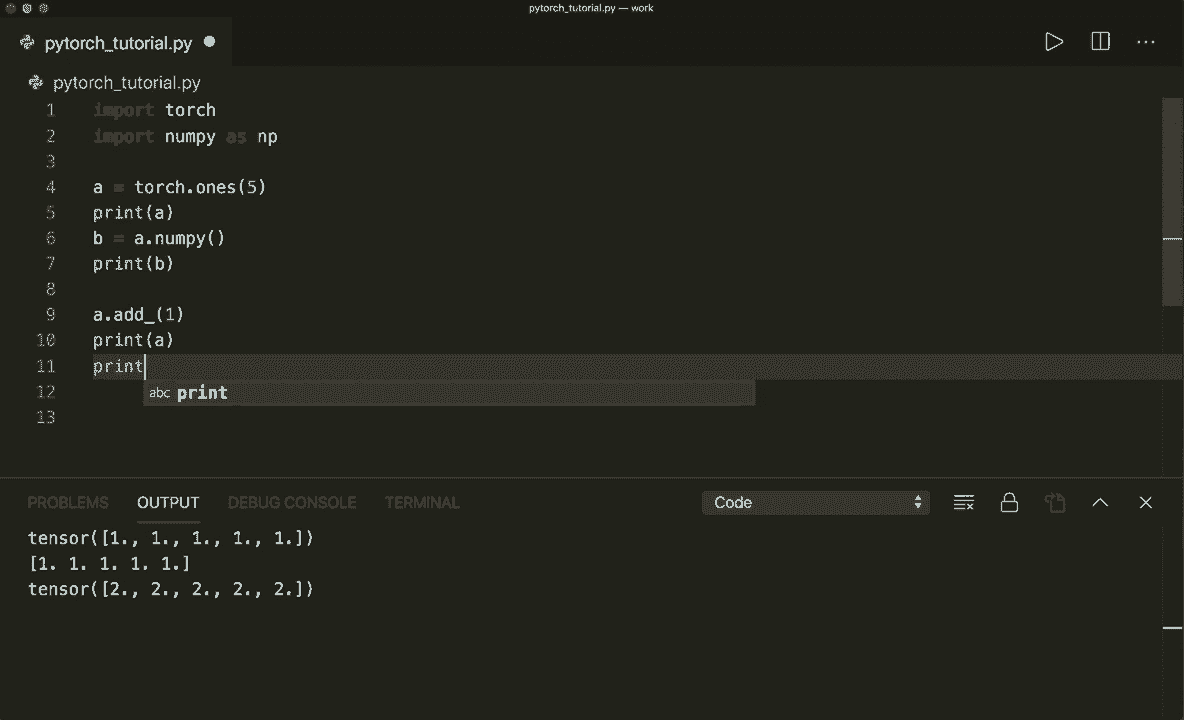 pytorch_tutorial.py — work
pytorch_tutorial.py
pytorch_tutorial.py
1 import torch
2 import numpy as np
3
4 a = torch.ones(5)
5 print(a)
6 b = a.numpy()
7 print(b)
8
9 a.add_(1)
10 print(a)
11 print
12 abc print
13
PROBLEMS OUTPUT DEBUG CONSOLE TERMINAL Code
tensor([1., 1., 1., 1., 1.])
[1. 1. 1. 1. 1.]
tensor([2., 2., 2., 2., 2.])